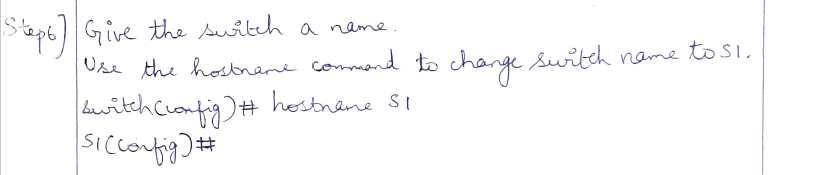 Step6] Give the switch a name.
Use the hostname command to change switch name to S1.
Switch(config)# hostname S1
S1(config)#